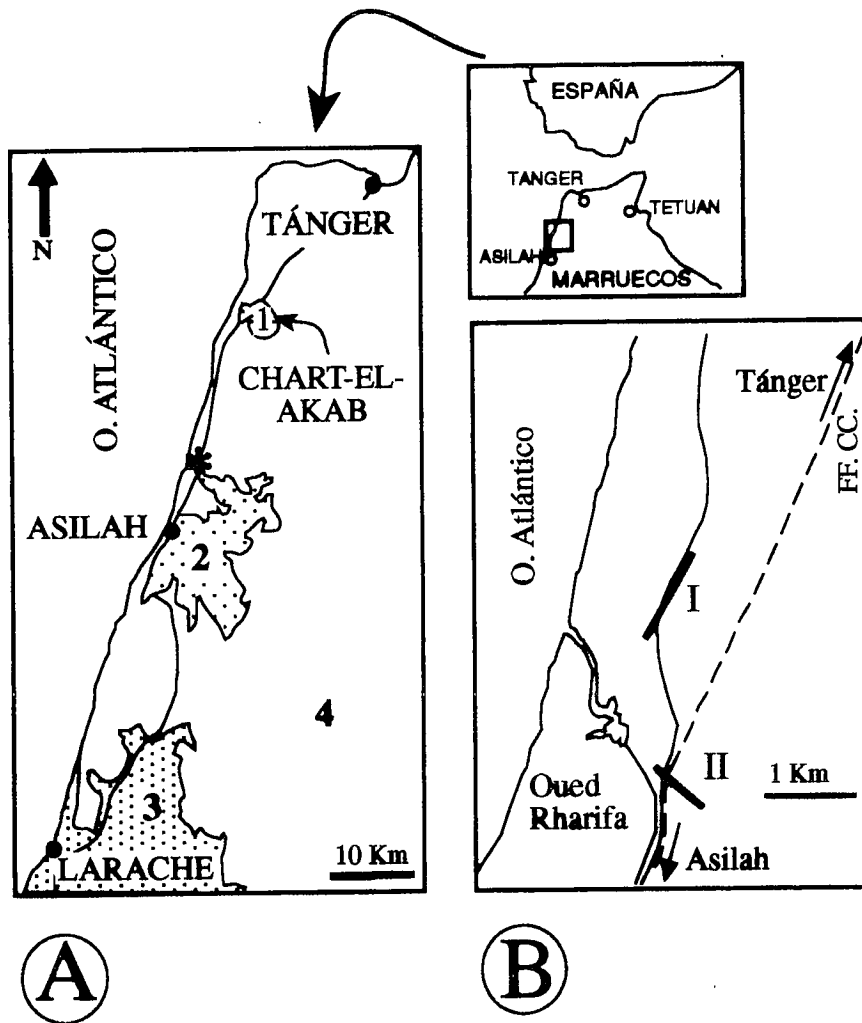 ESPAÑA
TANGER
TETUAN
ASILAH
MARRUECOS
N
O. ATLÁNTICO
TÁNGER
1
CHART-EL-
AKAB
ASILAH
2
4
3
LARACHE
10 Km
A
O. Atlántico
Tánger
FF. CC.
I
II
1 Km
Oued
Rharifa
Asilah
B